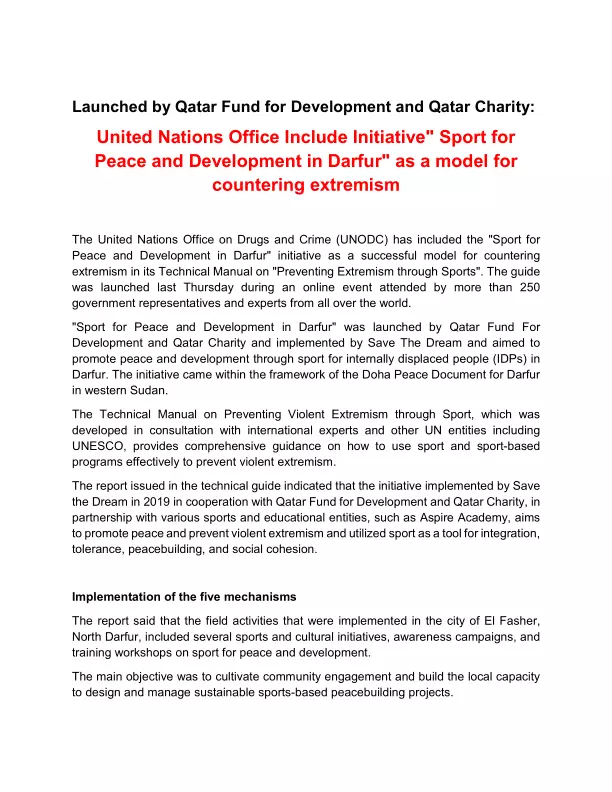 Launched by Qatar Fund for Development and Qatar Charity:
United Nations Office Include Initiative" Sport for
Peace and Development in Darfur" as a model for
countering extremism
The United Nations Office on Drugs and Crime (UNODC) has included the "Sport for
Peace and Development in Darfur" initiative as a successful model for countering
extremism in its Technical Manual on "Preventing Extremism through Sports". The guide
was launched last Thursday during an online event attended by more than 250
government representatives and experts from all over the world.
"Sport for Peace and Development in Darfur" was launched by Qatar Fund For
Development and Qatar Charity and implemented by Save The Dream and aimed to
promote peace and development through sport for internally displaced people (IDPs) in
Darfur. The initiative came within the framework of the Doha Peace Document for Darfur
in western Sudan.
The Technical Manual on Preventing Violent Extremism through Sport, which was
developed in consultation with international experts and other UN entities including
UNESCO, provides comprehensive guidance on how to use sport and sport-based
programs effectively to prevent violent extremism.
The report issued in the technical guide indicated that the initiative implemented by Save
the Dream in 2019 in cooperation with Qatar Fund for Development and Qatar Charity, in
partnership with various sports and educational entities, such as Aspire Academy, aims
to promote peace and prevent violent extremism and utilized sport as a tool for integration,
tolerance, peacebuilding, and social cohesion.
Implementation of the five mechanisms
The report said that the field activities that were implemented in the city of El Fasher,
North Darfur, included several sports and cultural initiatives, awareness campaigns, and
training workshops on sport for peace and development.
The main objective was to cultivate community engagement and build the local capacity
to design and manage sustainable sports-based peacebuilding projects.